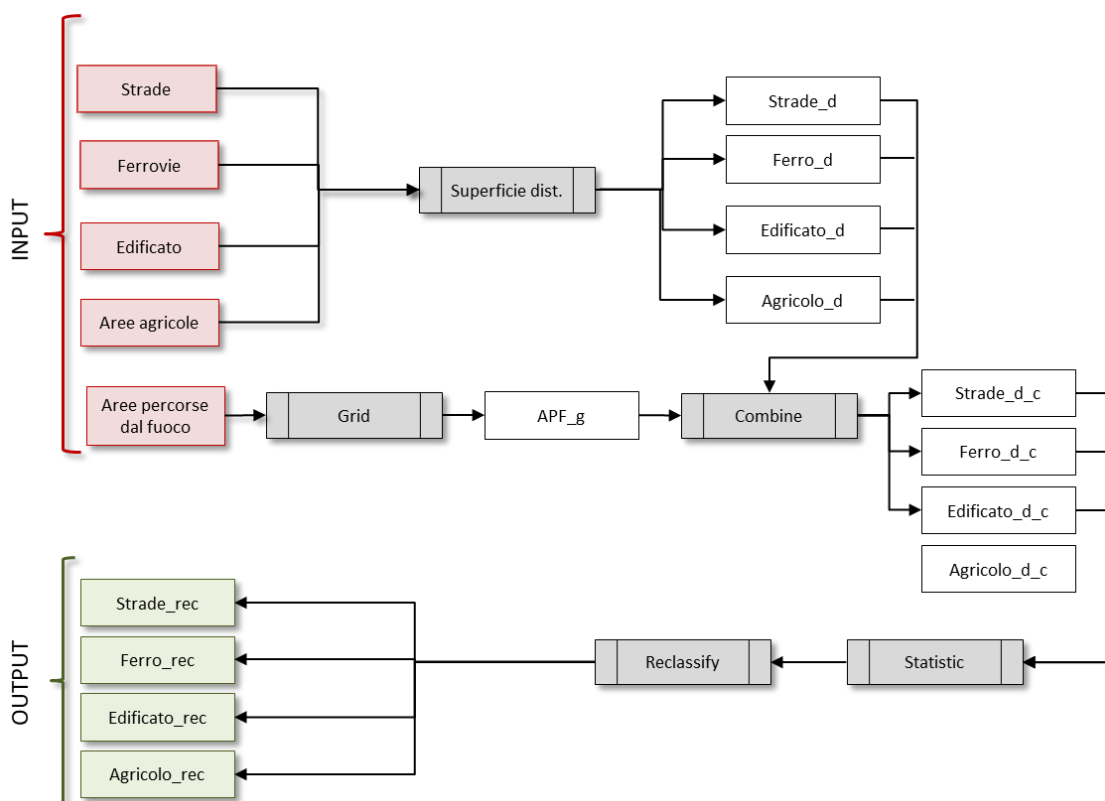 INPUT
Strade
Ferrovie
Edificato
Aree agricole
Superficie dist.
Strade_d
Ferro_d
Edificato_d
Agricolo_d
Aree percorse
dal fuoco
Grid
APF_g
Combine
Strade_d_c
Ferro_d_c
Edificato_d_c
Agricolo_d_c
OUTPUT
Strade_rec
Ferro_rec
Edificato_rec
Agricolo_rec
Reclassify
Statistic